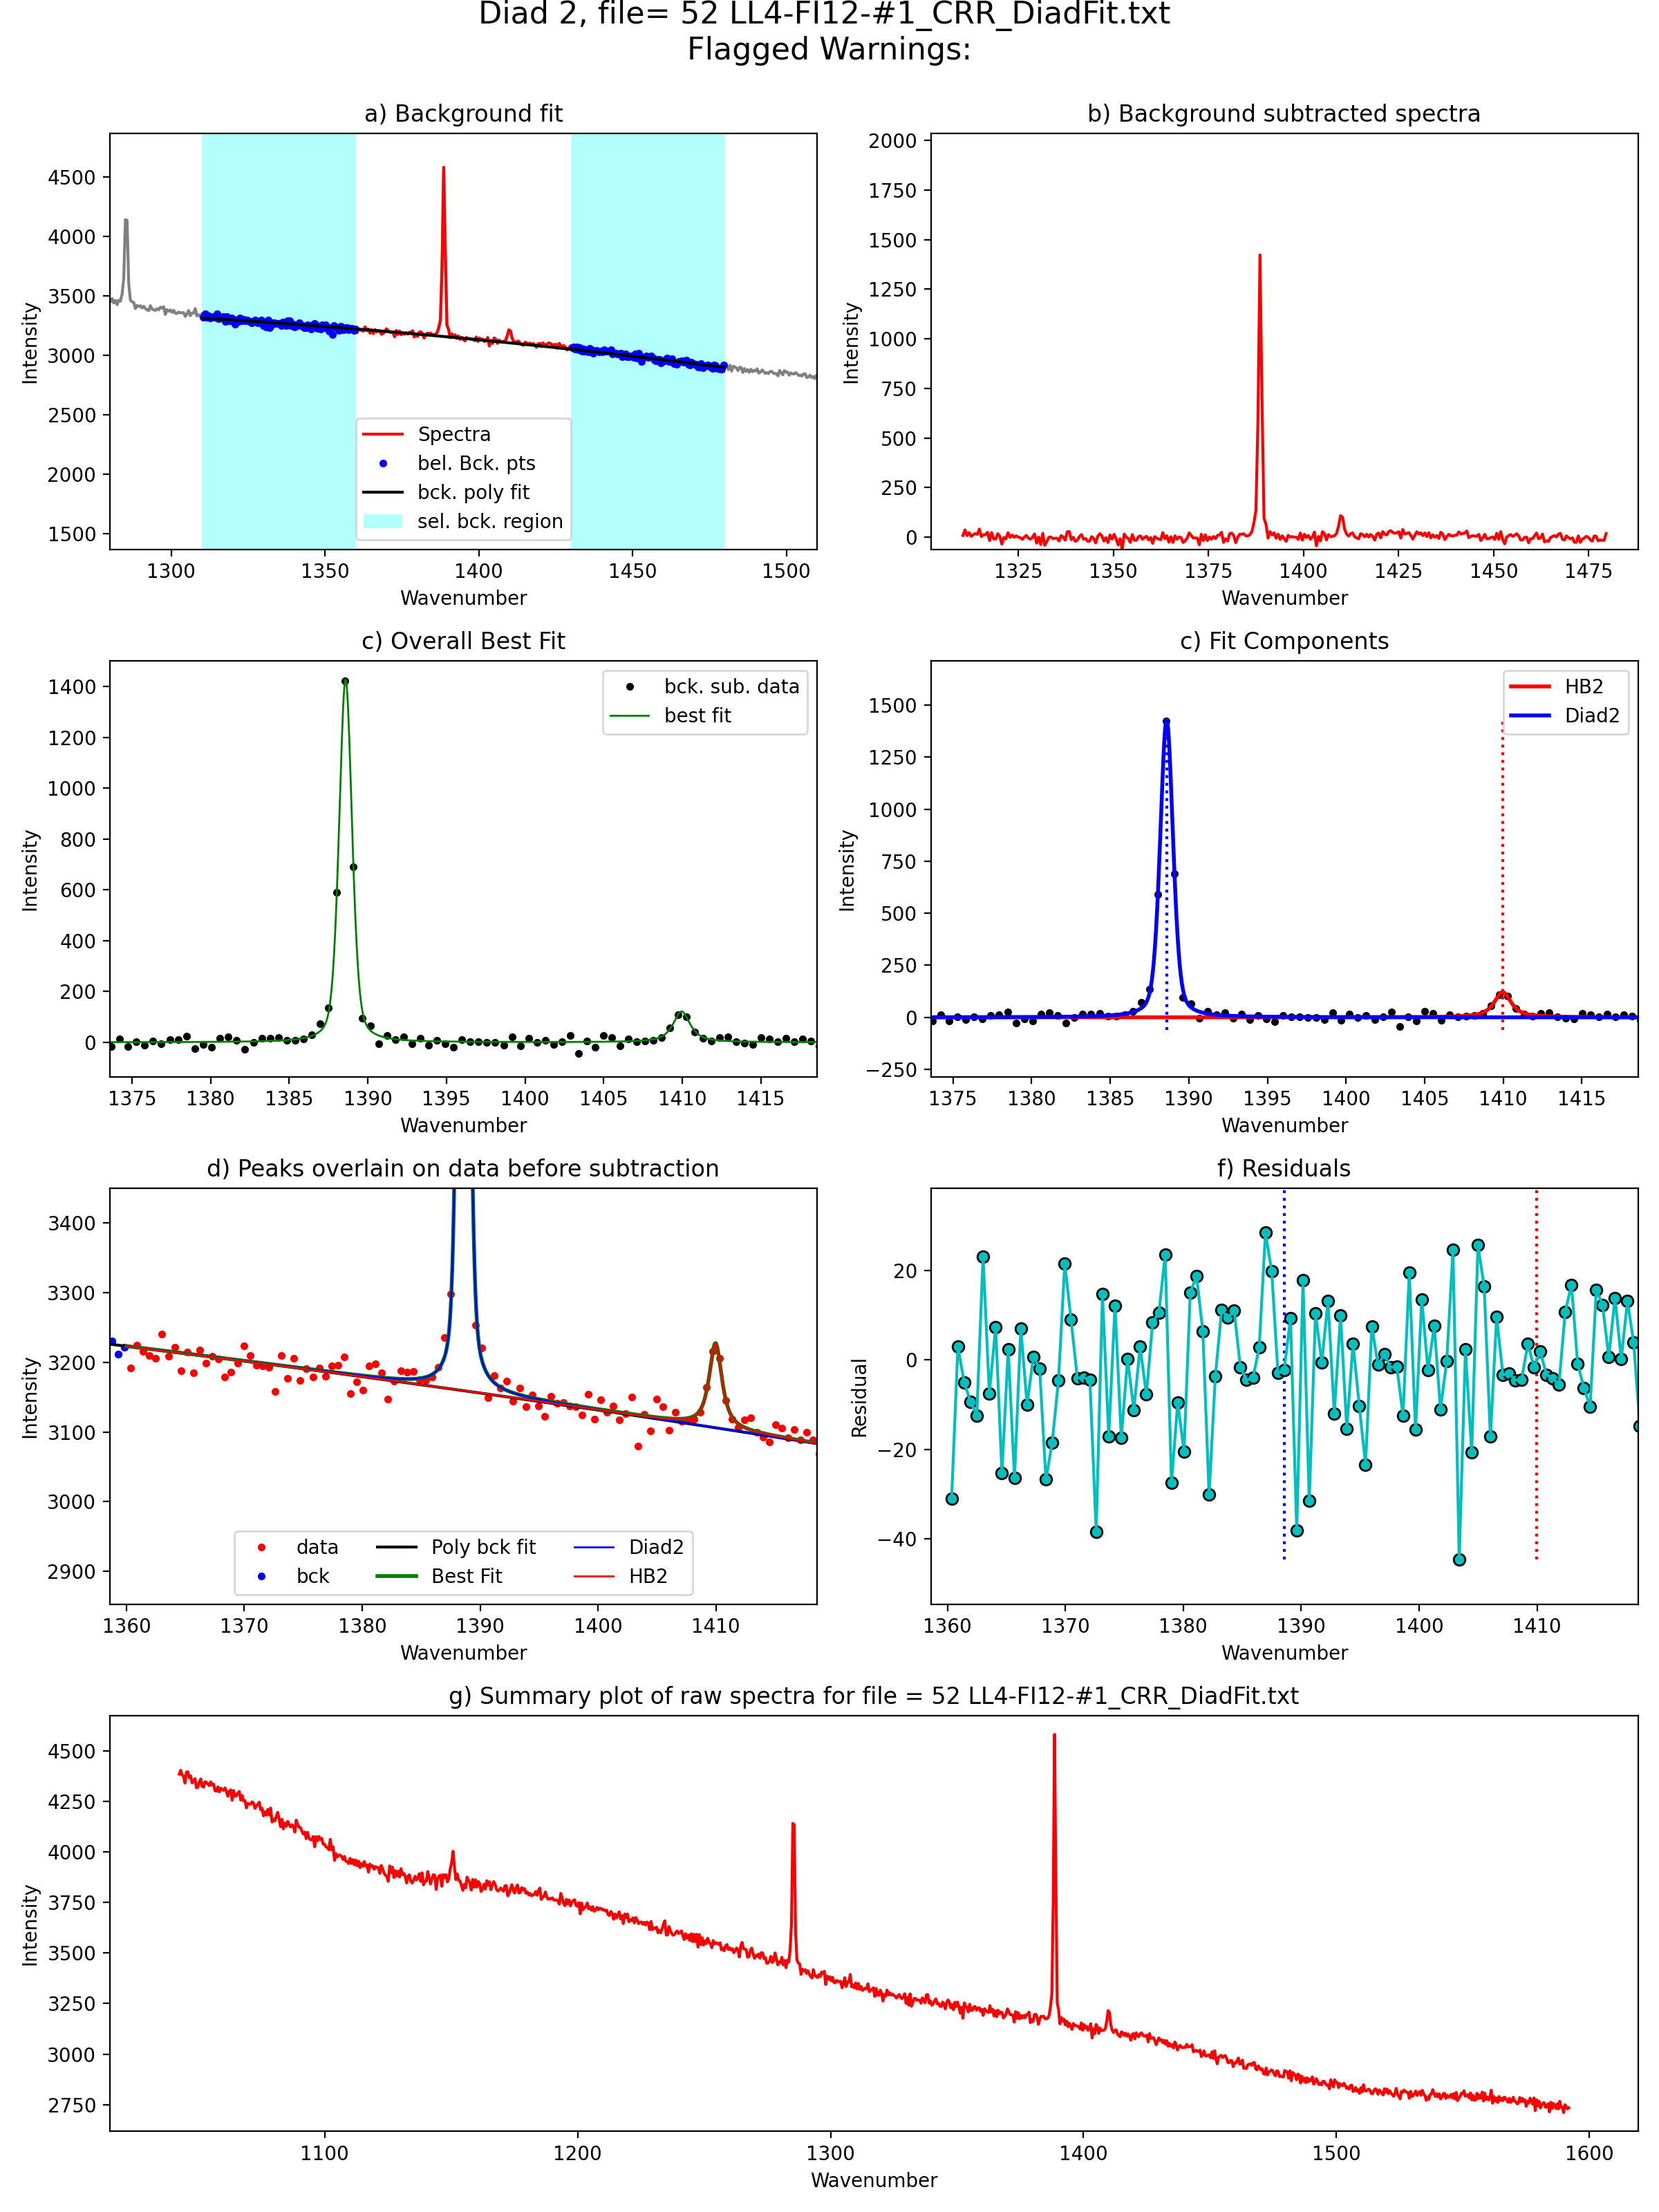 Diad 2, file= 52 LL4-FI12-#1_CRR_DiadFit.txt
Flagged Warnings:
a) Background fit
Intensity
4500
4000
3500
3000
2500
2000
1500
Spectra
bel. Bck. pts
bck. poly fit
sel. bck. region
1300 1350 1400 1450 1500
Wavenumber
b) Background subtracted spectra
Intensity
2000
1750
1500
1250
1000
750
500
250
0
1325 1350 1375 1400 1425 1450 1475
Wavenumber
c) Overall Best Fit
Intensity
1400
1200
1000
800
600
400
200
0
bck. sub. data
best fit
1375 1380 1385 1390 1395 1400 1405 1410 1415
Wavenumber
c) Fit Components
Intensity
1500
1250
1000
750
500
250
0
−250
HB2
Diad2
1375 1380 1385 1390 1395 1400 1405 1410 1415
Wavenumber
d) Peaks overlain on data before subtraction
Intensity
3400
3300
3200
3100
3000
2900
data Poly bck fit Diad2
bck Best Fit HB2
1360 1370 1380 1390 1400 1410
Wavenumber
f) Residuals
Residual
20
0
−20
−40
1360 1370 1380 1390 1400 1410
Wavenumber
g) Summary plot of raw spectra for file = 52 LL4-FI12-#1_CRR_DiadFit.txt
Intensity
4500
4250
4000
3750
3500
3250
3000
2750
1100 1200 1300 1400 1500 1600
Wavenumber